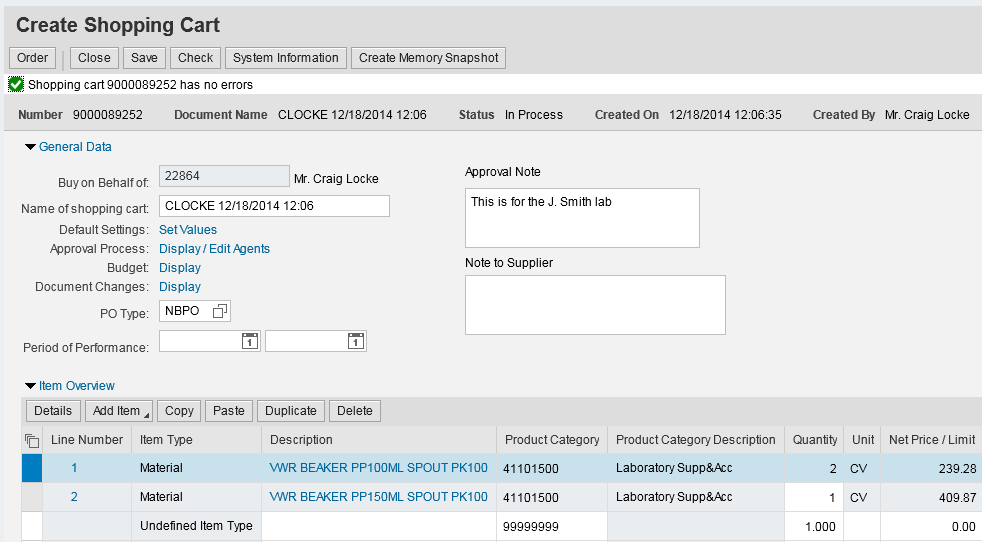 Create Shopping Cart
Order Close Save Check System Information Create Memory Snapshot
Shopping cart 9000089252 has no errors
Number 9000089252 Document Name CLOCKE 12/18/2014 12:06 Status In Process Created On 12/18/2014 12:06:35 Created By Mr. Craig Locke
General Data
Buy on Behalf of: 22864 Mr. Craig Locke
Name of shopping cart: CLOCKE 12/18/2014 12:06
Default Settings: Set Values
Approval Process: Display / Edit Agents
Budget: Display
Document Changes: Display
PO Type: NBPO
Period of Performance: 1 1
Approval Note
This is for the J. Smith lab
Note to Supplier
Item Overview
Details Add Item Copy Paste Duplicate Delete
Line Number Item Type Description Product Category Product Category Description Quantity Unit Net Price / Limit
1 Material VWR BEAKER PP100ML SPOUT PK100 41101500 Laboratory Supp&Acc 2 CV 239.28
2 Material VWR BEAKER PP150ML SPOUT PK100 41101500 Laboratory Supp&Acc 1 CV 409.87
Undefined Item Type 99999999 1.000 0.00